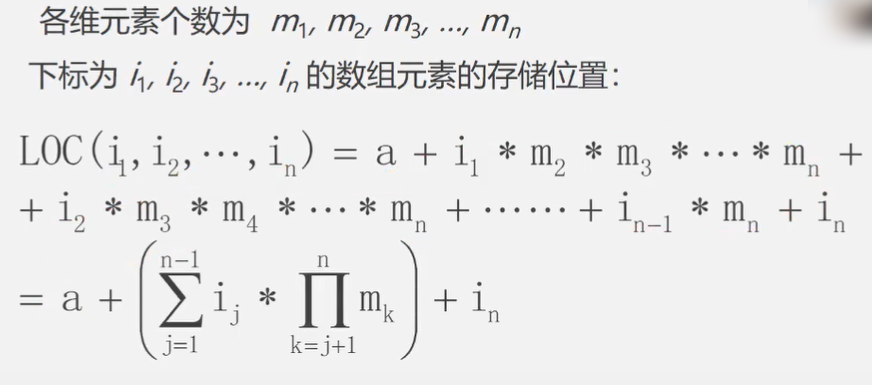 各维元素个数为 m₁, m₂, m₃, …, mₙ
下标为 i₁, i₂, i₃, …, iₙ 的数组元素的存储位置：
LOC(i₁,i₂,⋯,iₙ) = a + i₁ * m₂ * m₃ * ⋯ * mₙ +
+ i₂ * m₃ * m₄ * ⋯ * mₙ + ⋯⋯ + iₙ₋₁ * mₙ + iₙ
= a + (∑_{j=1}^{n-1} i_j * ∏_{k=j+1}^{n} m_k) + iₙ